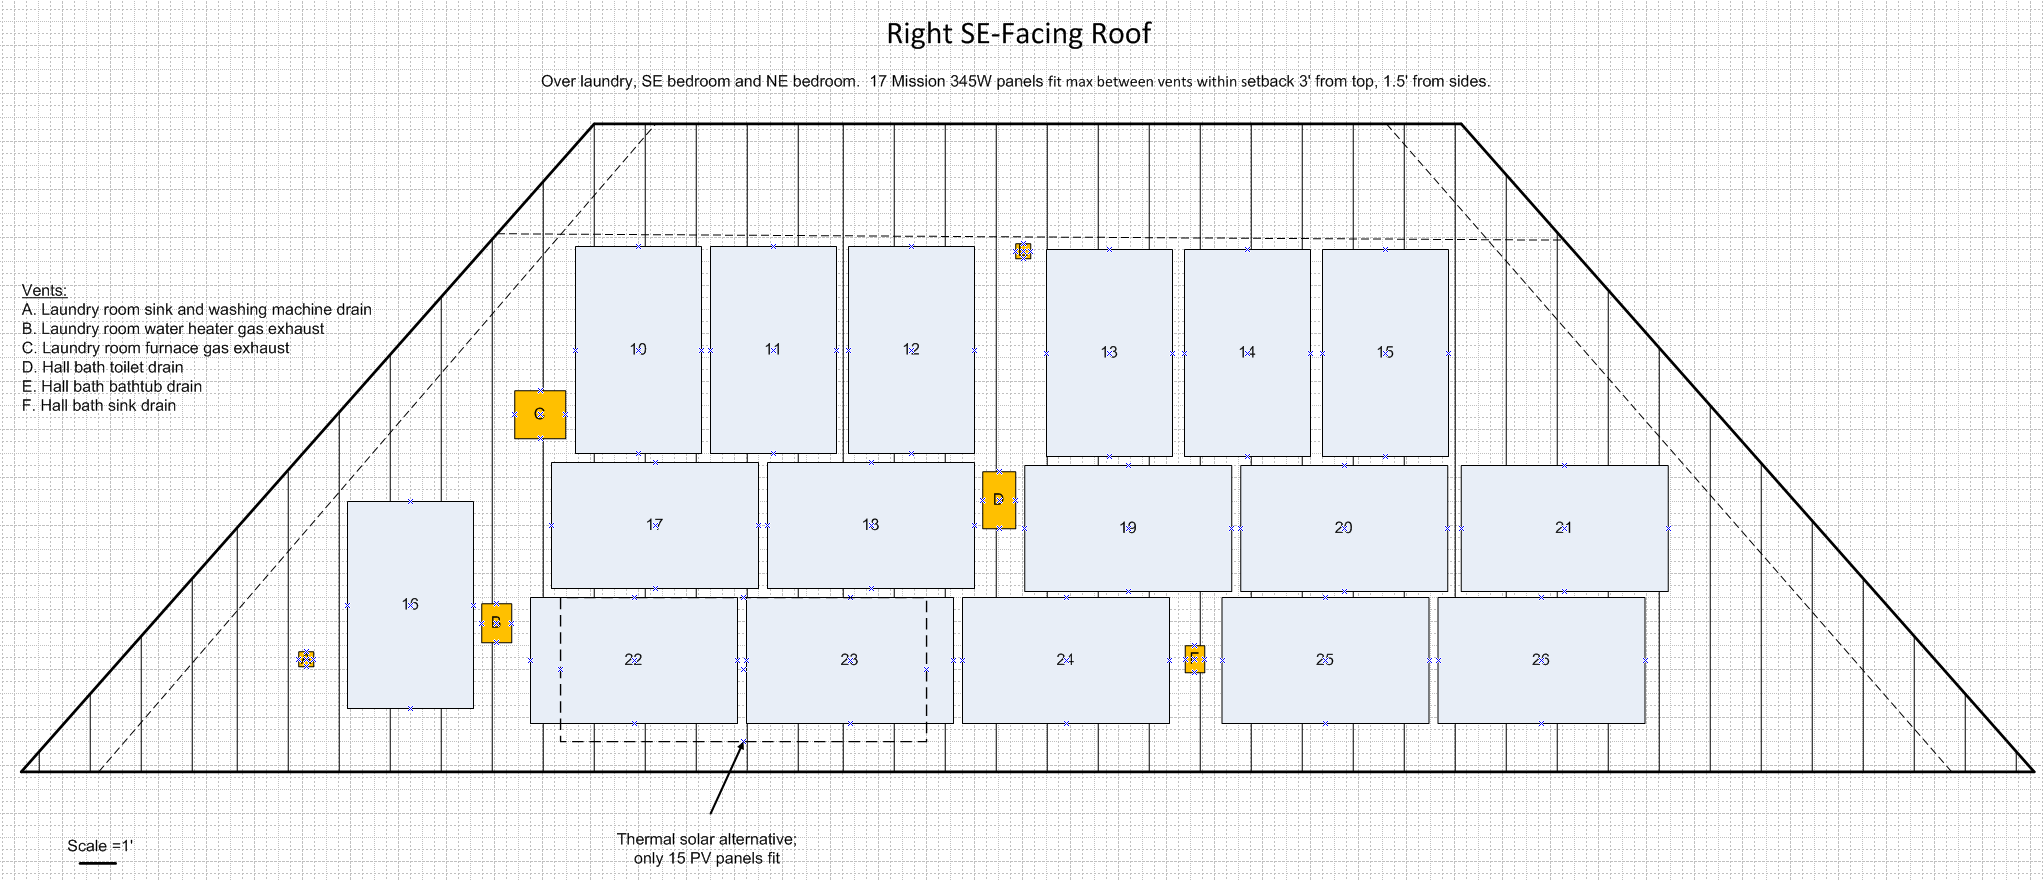 Right SE-Facing Roof
Over laundry, SE bedroom and NE bedroom.  17 Mission 345W panels fit max between vents within setback 3' from top, 1.5' from sides.
Vents:
A. Laundry room sink and washing machine drain
B. Laundry room water heater gas exhaust
C. Laundry room furnace gas exhaust
D. Hall bath toilet drain
E. Hall bath bathtub drain
F. Hall bath sink drain
E
10
11
12
13
14
15
C
D
17
18
19
20
21
16
B
A
22
23
24
F
25
26
Thermal solar alternative;
only 15 PV panels fit
Scale =1'